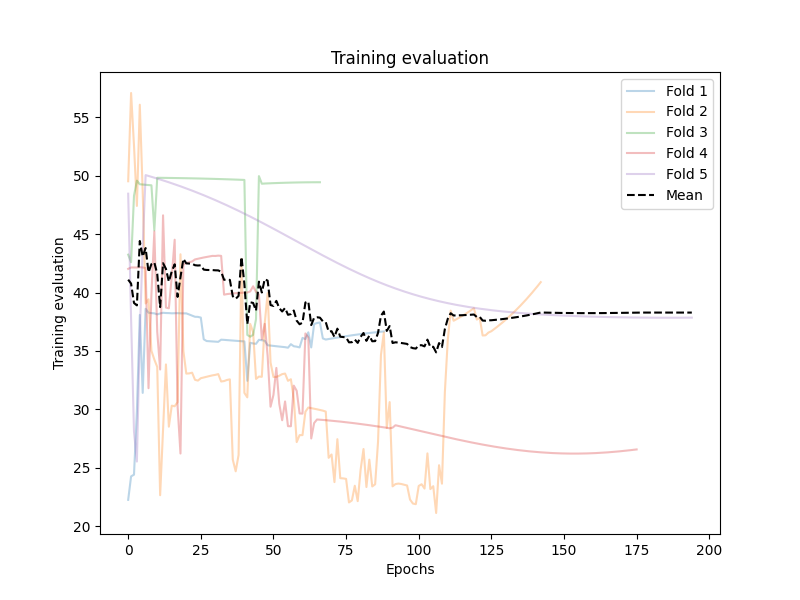 Training evaluation
Training evaluation
55
50
45
40
35
30
25
20
0 25 50 75 100 125 150 175 200
Epochs
Fold 1
Fold 2
Fold 3
Fold 4
Fold 5
Mean